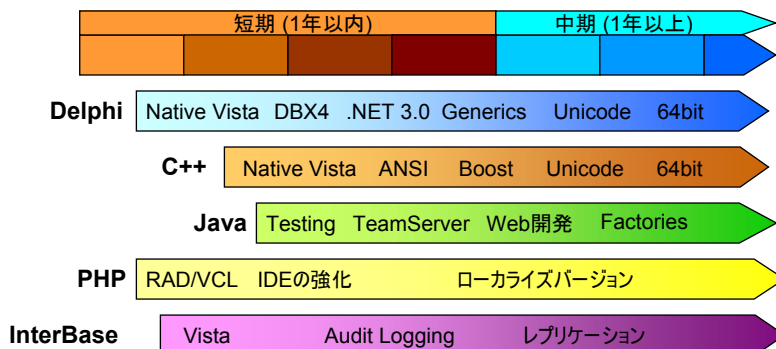 短期 (1年以内) 中期 (1年以上)
Delphi Native Vista DBX4 .NET 3.0 Generics Unicode 64bit
C++ Native Vista ANSI Boost Unicode 64bit
Java Testing TeamServer Web開発 Factories
PHP RAD/VCL IDEの強化 ローカライズバージョン
InterBase Vista Audit Logging レプリケーション